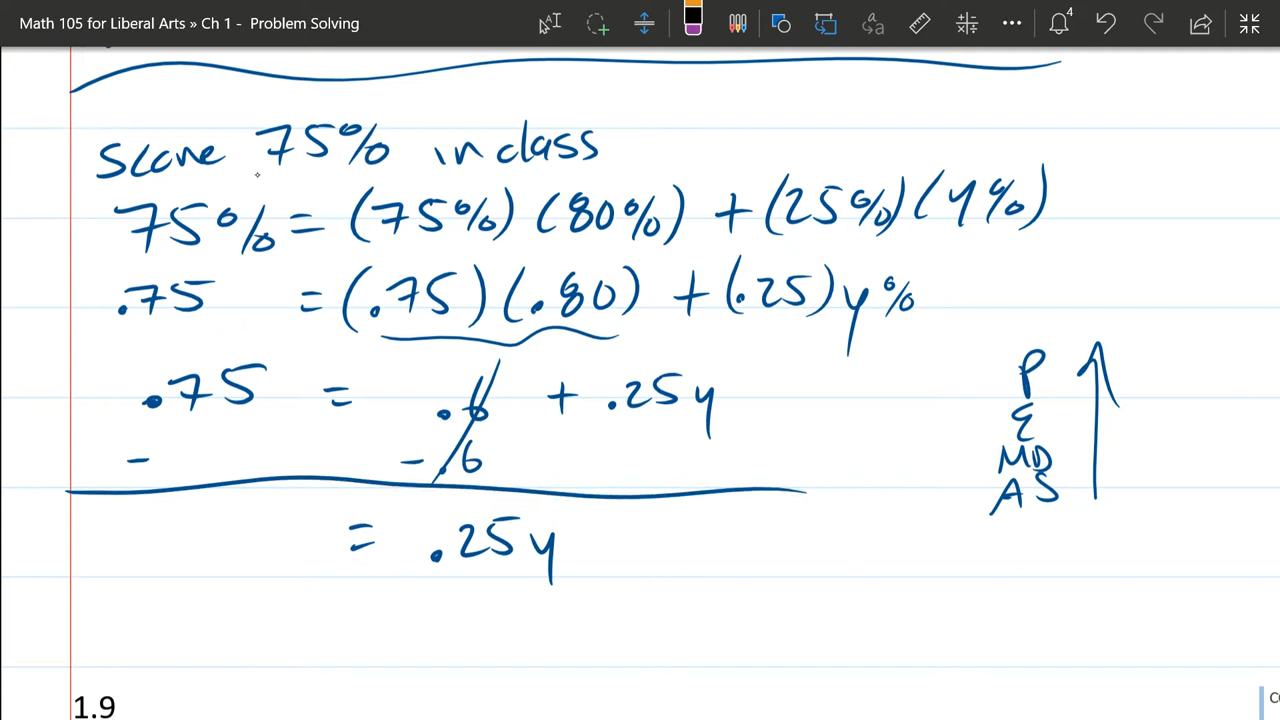 Math 105 for Liberal Arts » Ch 1 - Problem Solving
4
Score 75% in class
75% = (75%) (80%) + (25%) (y%)
.75 = (.75) (.80) + (.25) y%
P
.75 = .6 + .25y
E
- - .6
MD
AS
= .25y
1.9